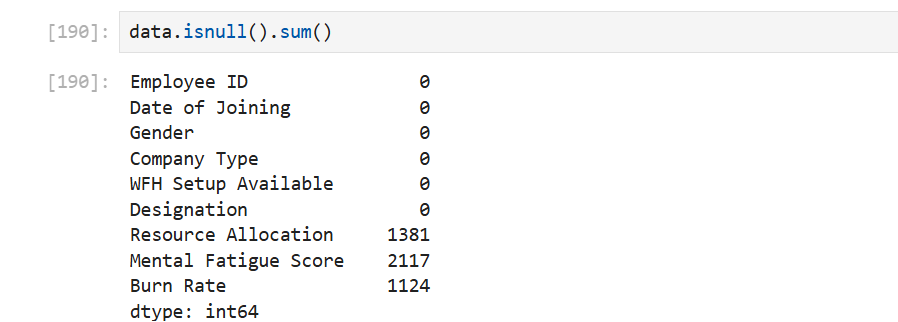 [190]: data.isnull().sum()
[190]: Employee ID 0
Date of Joining 0
Gender 0
Company Type 0
WFH Setup Available 0
Designation 0
Resource Allocation 1381
Mental Fatigue Score 2117
Burn Rate 1124
dtype: int64